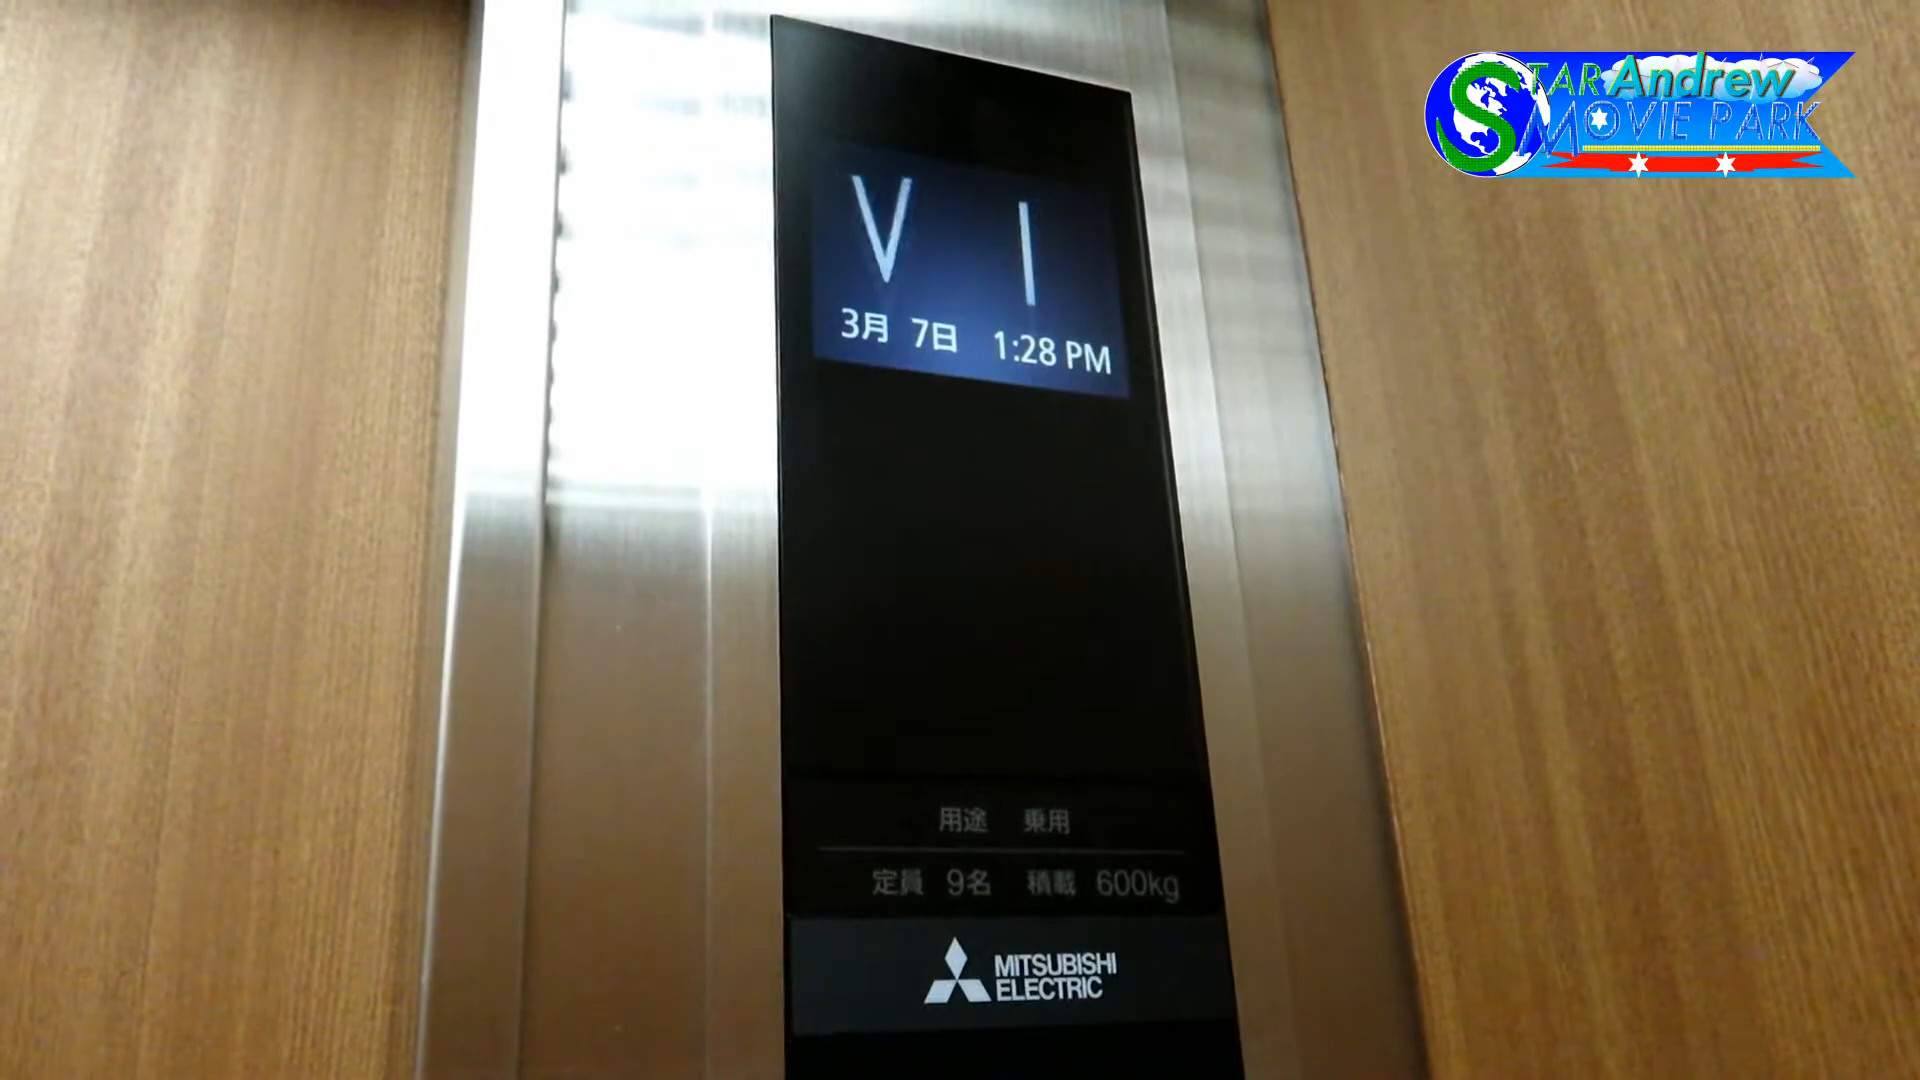 STAR Andrew
MOVIE PARK
V 1
3月 7日 1:28 PM
用途 乗用
定員 9名 積載 600kg
MITSUBISHI
ELECTRIC